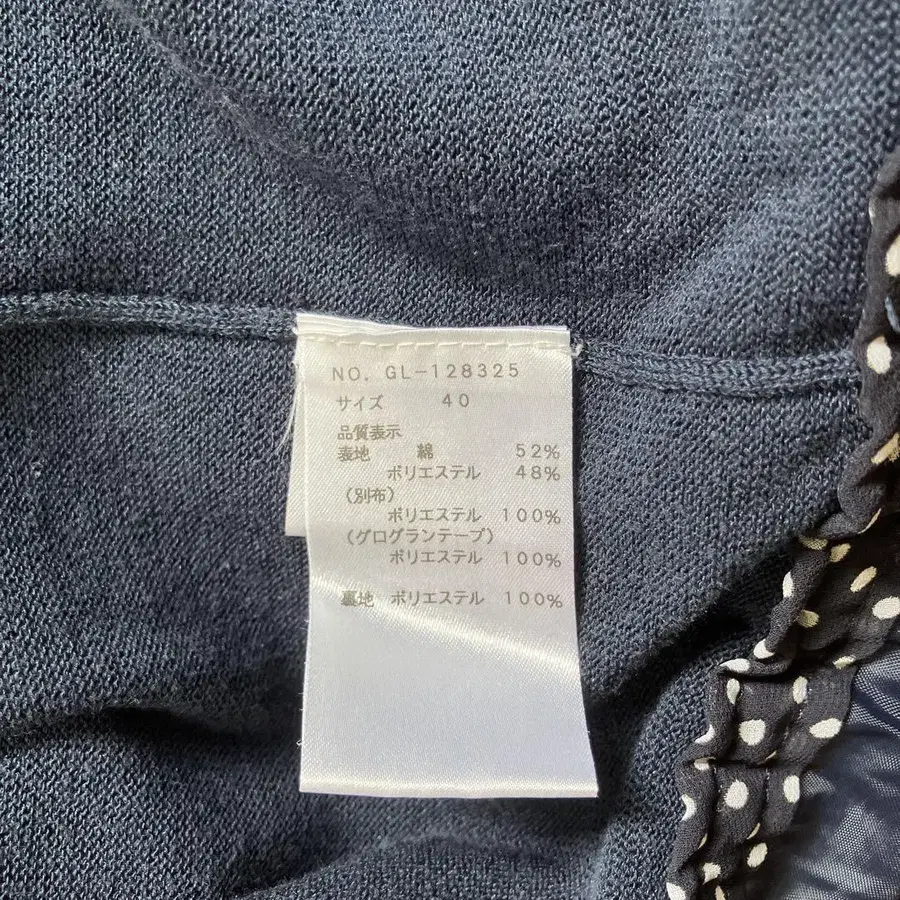 NO. GL-128325
サイズ 40
品質表示
表地 綿 52%
ポリエステル 48%
(別布)
ポリエステル 100%
(グログランテープ)
ポリエステル 100%
裏地 ポリエステル 100%